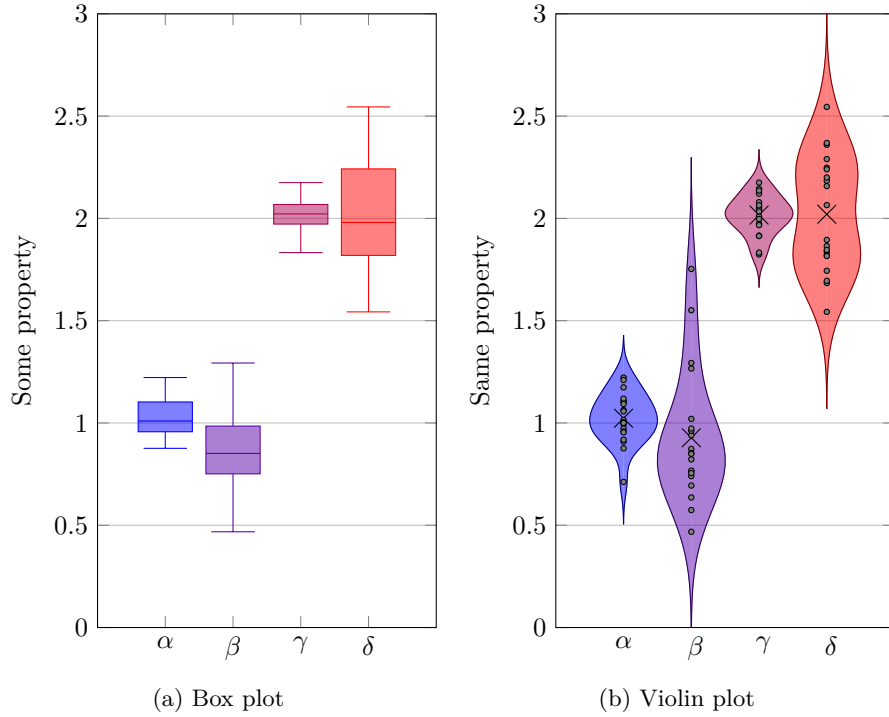 3
2.5
2
1.5
1
0.5
0
Some property
α
β
γ
δ
(a) Box plot
3
2.5
2
1.5
1
0.5
0
Same property
α
β
γ
δ
(b) Violin plot